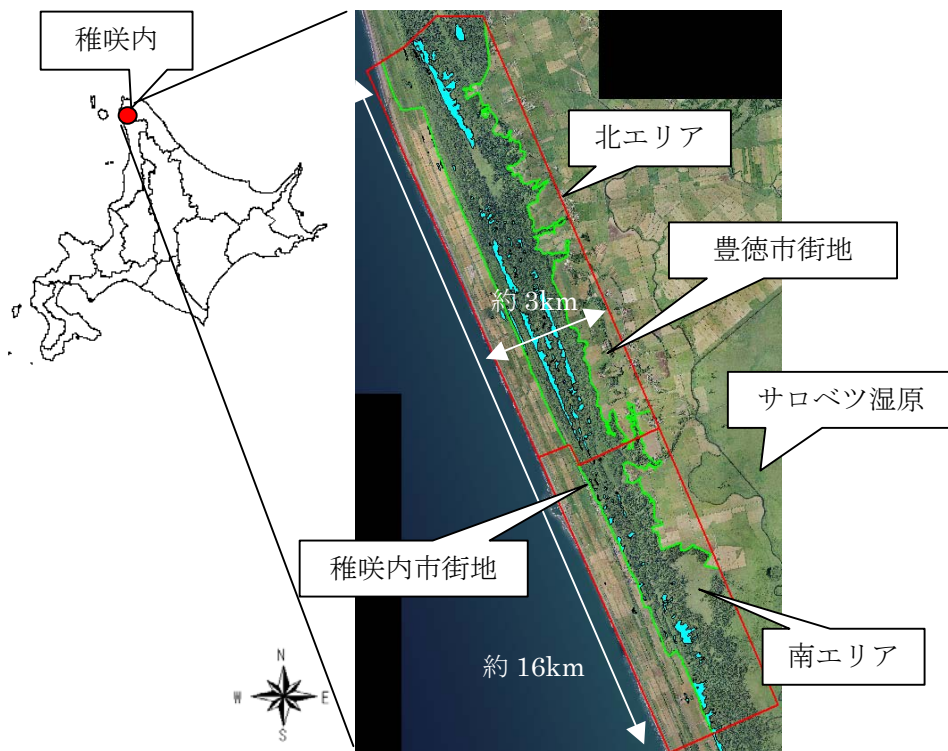 稚咲内
北エリア
豊徳市街地
約 3km
サロベツ湿原
稚咲内市街地
南エリア
約 16km
N
W
E
S